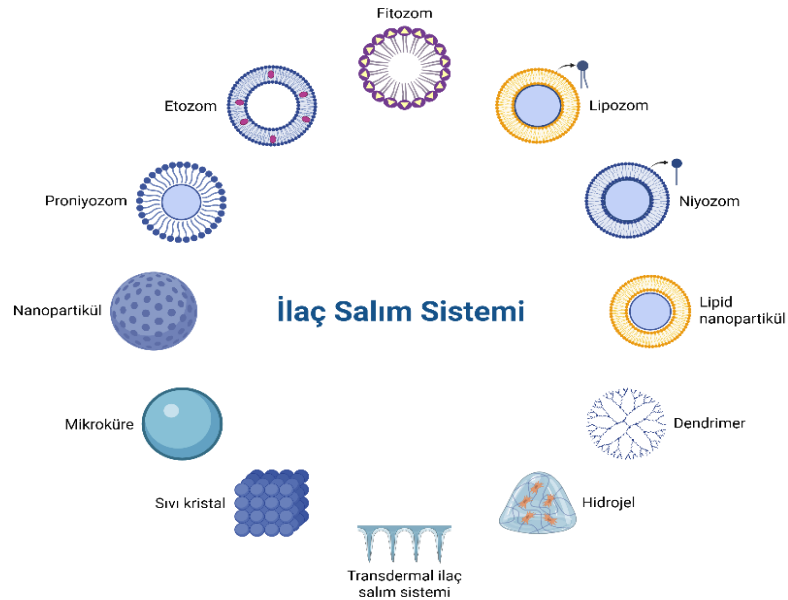 Fitozom
Etozom
Lipozom
Proniyozom
Niyozom
Nanopartikül
İlaç Salım Sistemi
Lipid
nanopartikül
Mikroküre
Dendrimer
Sıvı kristal
Hidrojel
Transdermal ilaç
salım sistemi